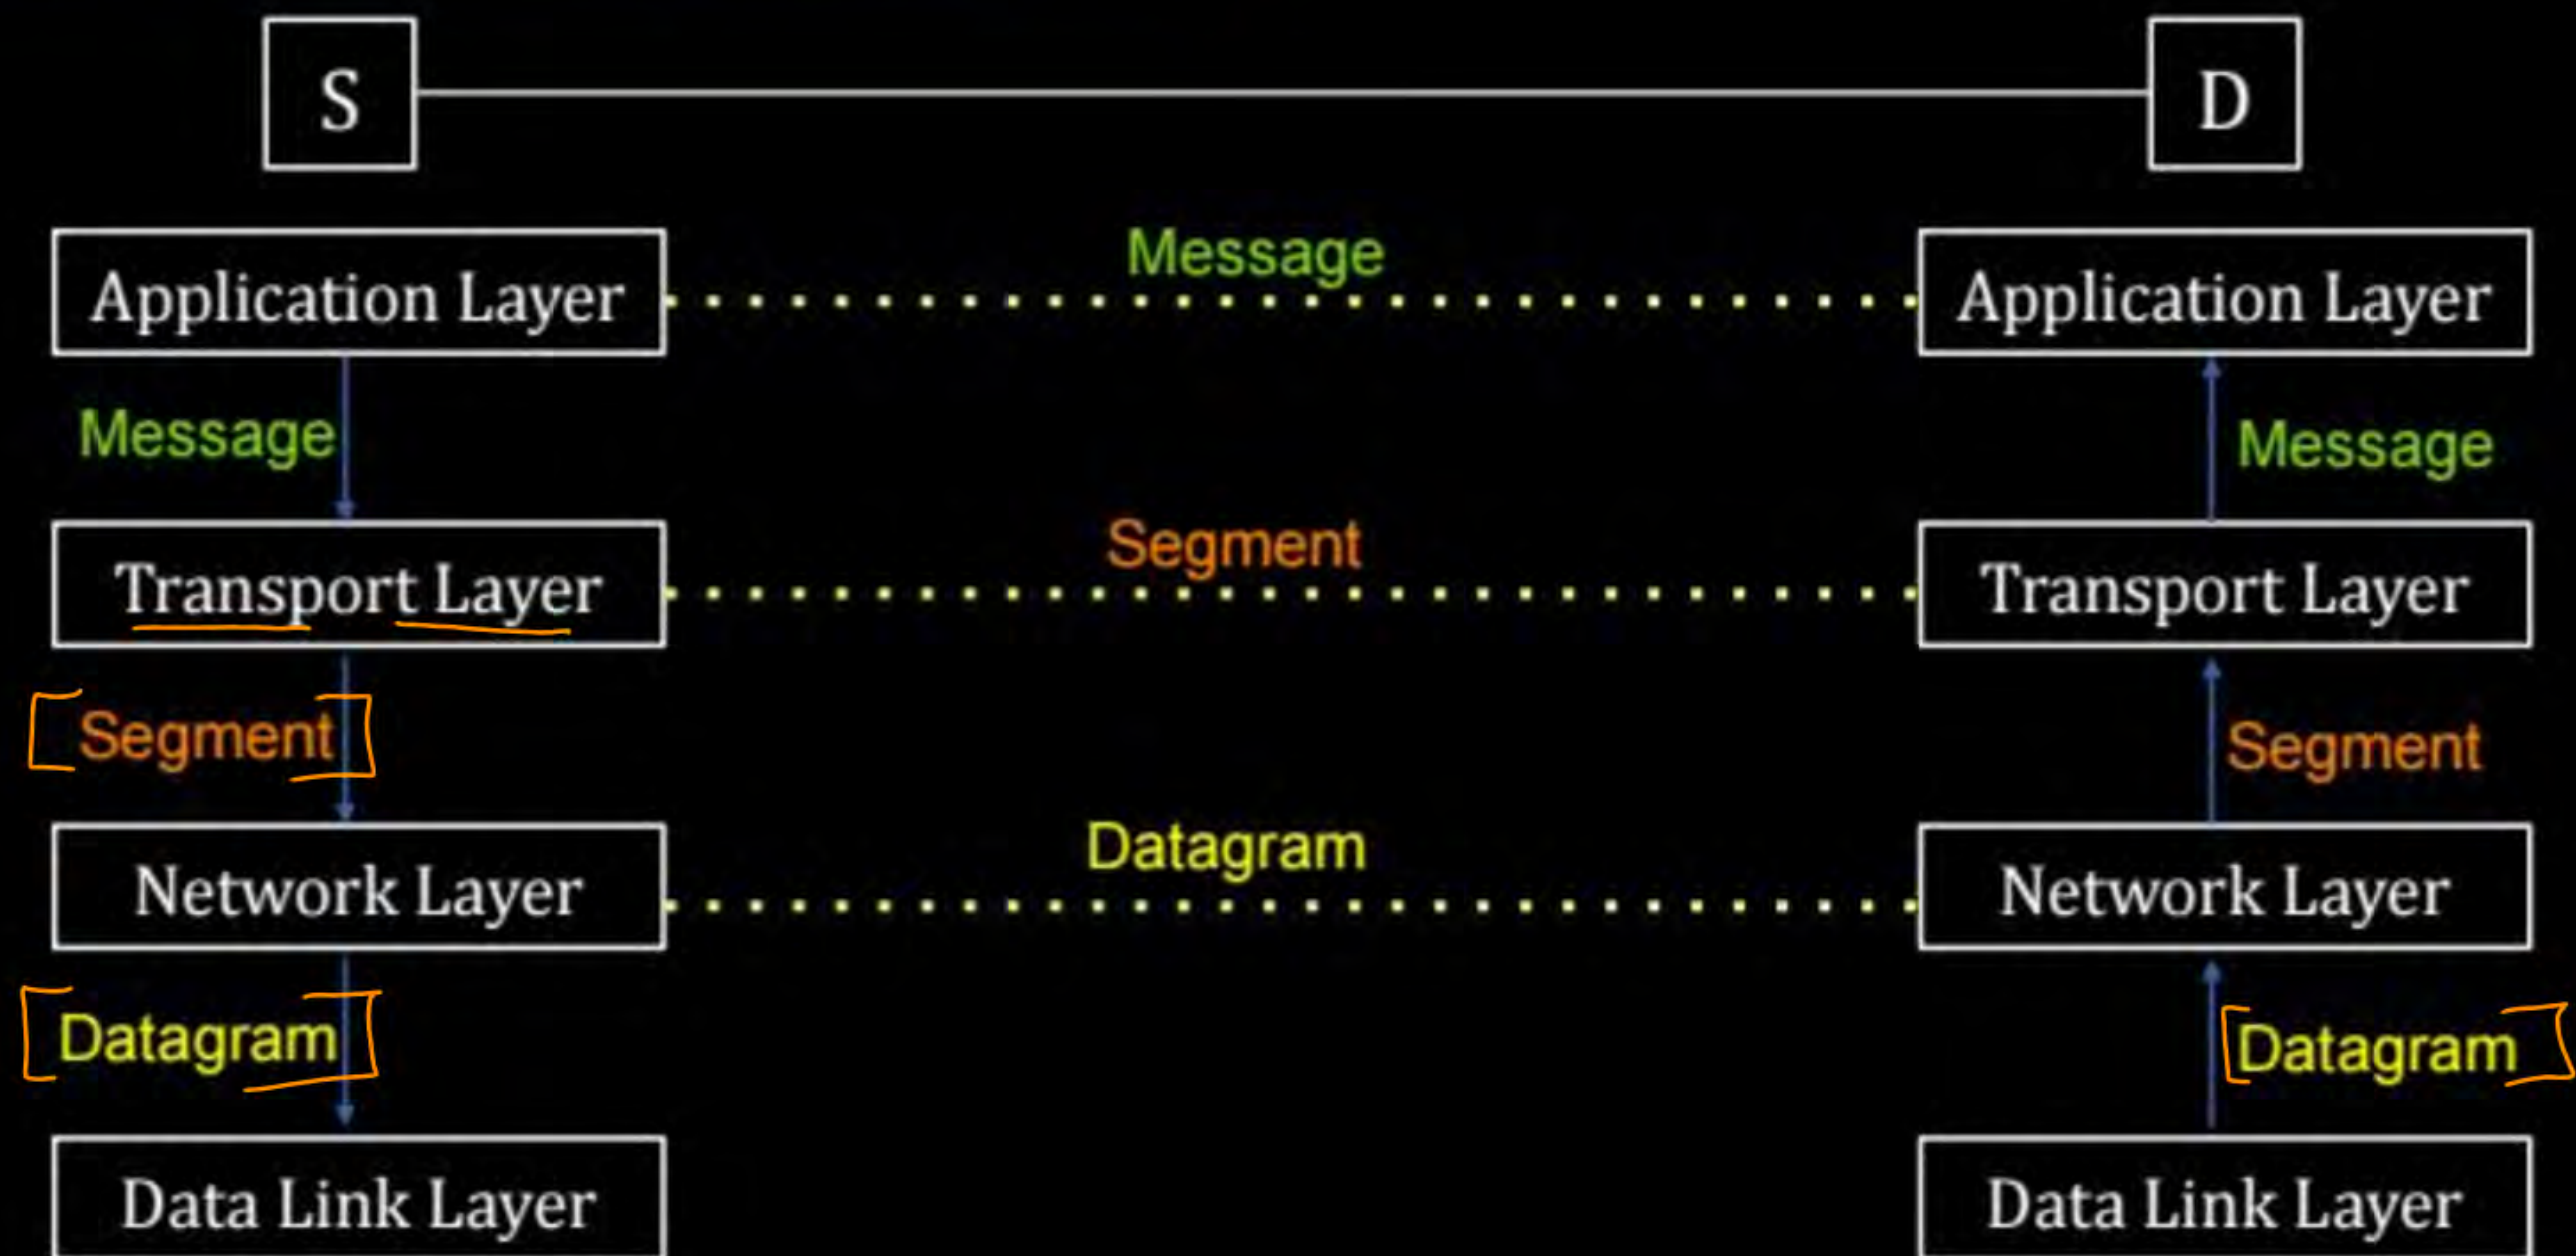 S D
Application Layer Message Application Layer
Message Message
Transport Layer Segment Transport Layer
Segment Segment
Network Layer Datagram Network Layer
Datagram Datagram
Data Link Layer Data Link Layer